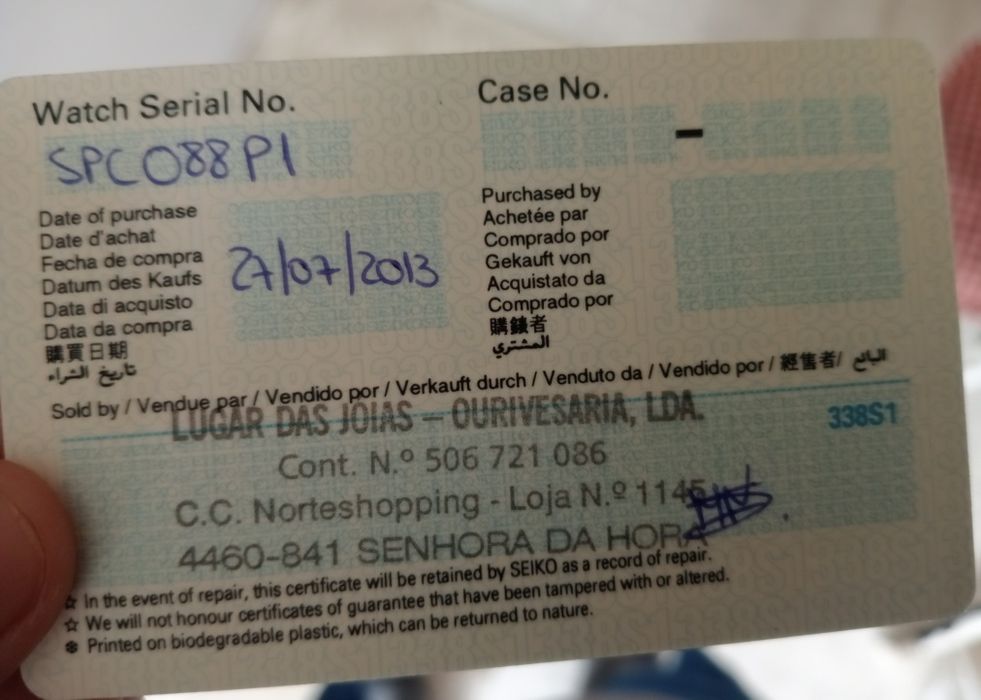 Watch Serial No.
SPC088P1
Date of purchase
Date d'achat
Fecha de compra
Datum des Kaufs
Data di acquisto
Data da compra
購買日期
تاريخ الشراء
27/07/2013
Case No.
-
Purchased by
Achetée par
Comprado por
Gekauft von
Acquistato da
Comprado por
購錶者
المشتري
Sold by / Vendue par / Vendido por / Verkauft durch / Venduto da / Vendido por / 經售者/ البائع
LUGAR DAS JOIAS – OURIVESARIA, LDA.
338S1
Cont. N.º 506 721 086
C.C. Norteshopping - Loja N.º 1145
4460-841 SENHORA DA HORA
☆ In the event of repair, this certificate will be retained by SEIKO as a record of repair.
☆ We will not honour certificates of guarantee that have been tampered with or altered.
❄ Printed on biodegradable plastic, which can be returned to nature.